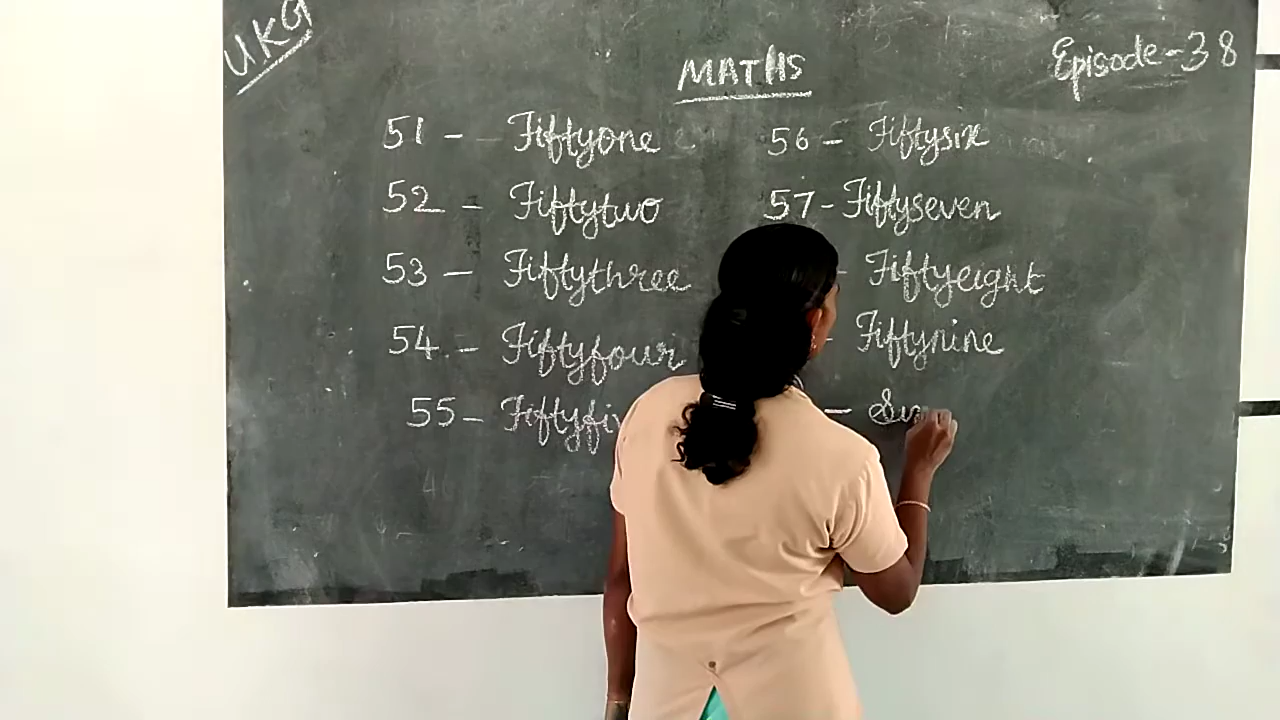 UKG
MATHS
Episode-38
51 - Fiftyone
52 - Fiftytwo
53 - Fiftythree
54 - Fiftyfour
55 - Fiftyfiv
56 - Fiftysix
57 - Fiftyseven
- Fiftyeight
- Fiftynine
-